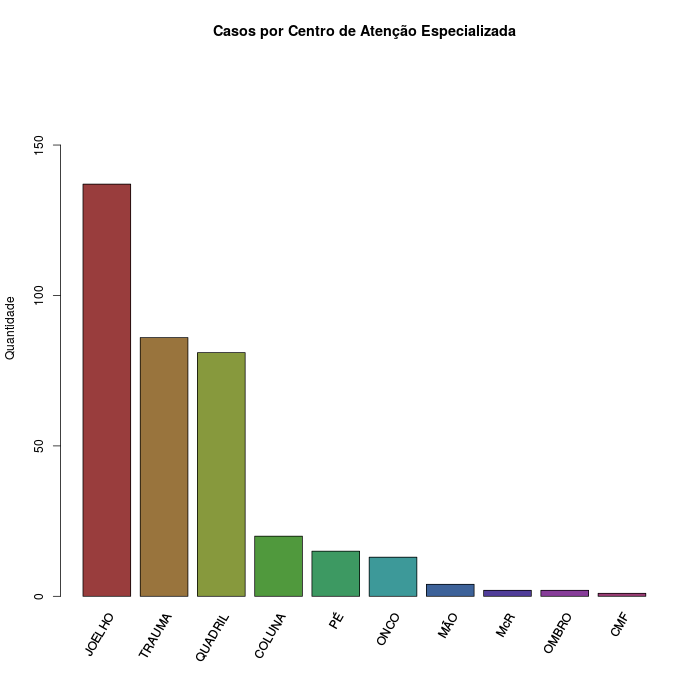 Casos por Centro de Atenção Especializada
Quantidade
150
100
50
0
JOELHO
TRAUMA
QUADRIL
COLUNA
PÉ
ONCO
MÃO
McR
OMBRO
CMF